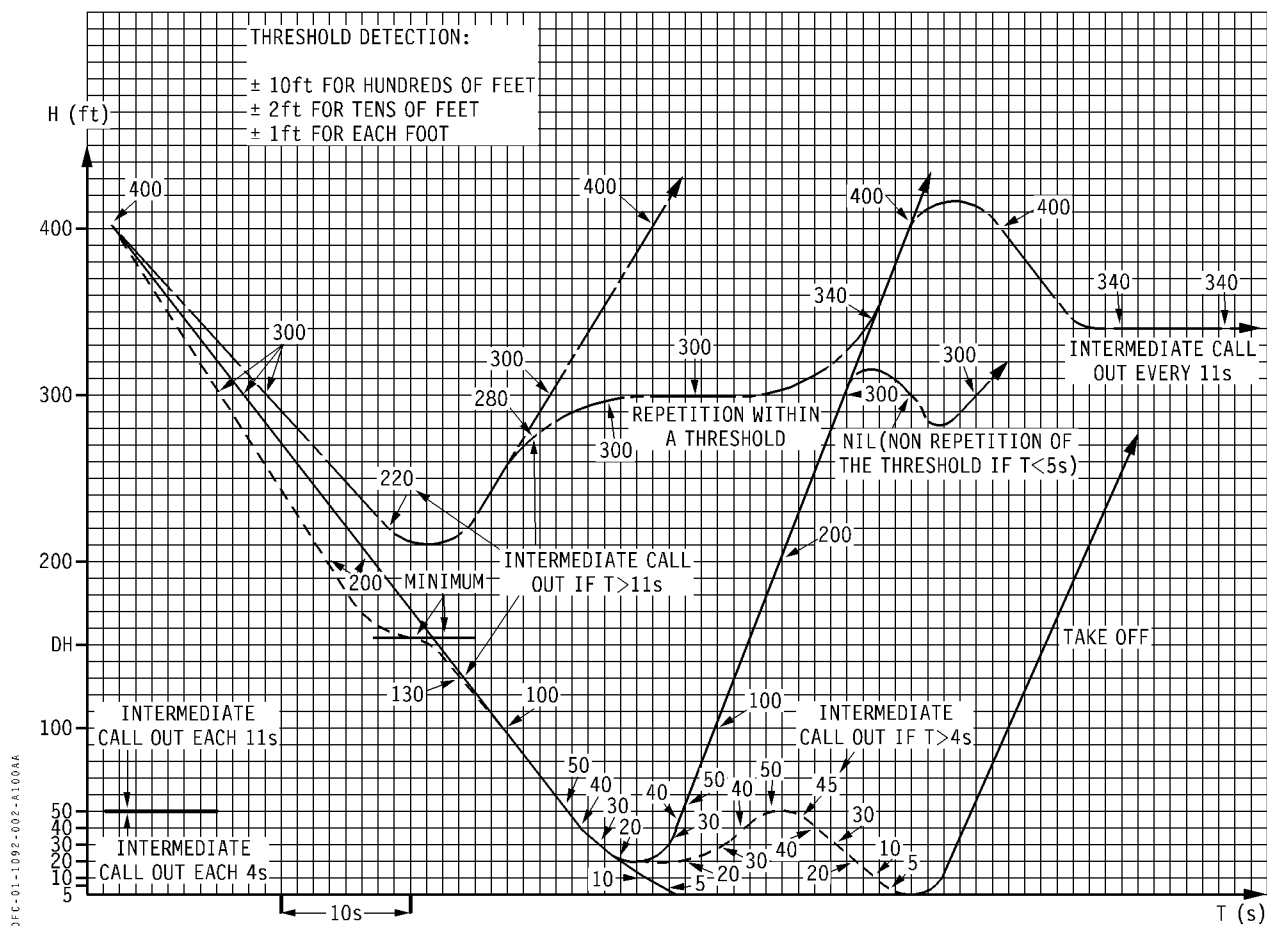 THRESHOLD DETECTION:
± 10ft FOR HUNDREDS OF FEET
± 2ft FOR TENS OF FEET
± 1ft FOR EACH FOOT
H (ft)
400
400
400
400
400
340
340
340
300
300
300
300
280
INTERMEDIATE CALL
OUT EVERY 11s
300
300
REPETITION WITHIN
A THRESHOLD
300
NIL(NON REPETITION OF
THE THRESHOLD IF T<5s)
220
200
200
200
MINIMUM
INTERMEDIATE CALL
OUT IF T>11s
DH
TAKE OFF
130
100
100
100
INTERMEDIATE
CALL OUT EACH 11s
INTERMEDIATE
CALL OUT IF T>4s
50
50
50
45
40
40
40
30
30
30
20
50
40
30
20
10
5
INTERMEDIATE
CALL OUT EACH 4s
30
40
20
20
10
5
10
5
10s
T (s)
DFC-01-1092-002-A100AA